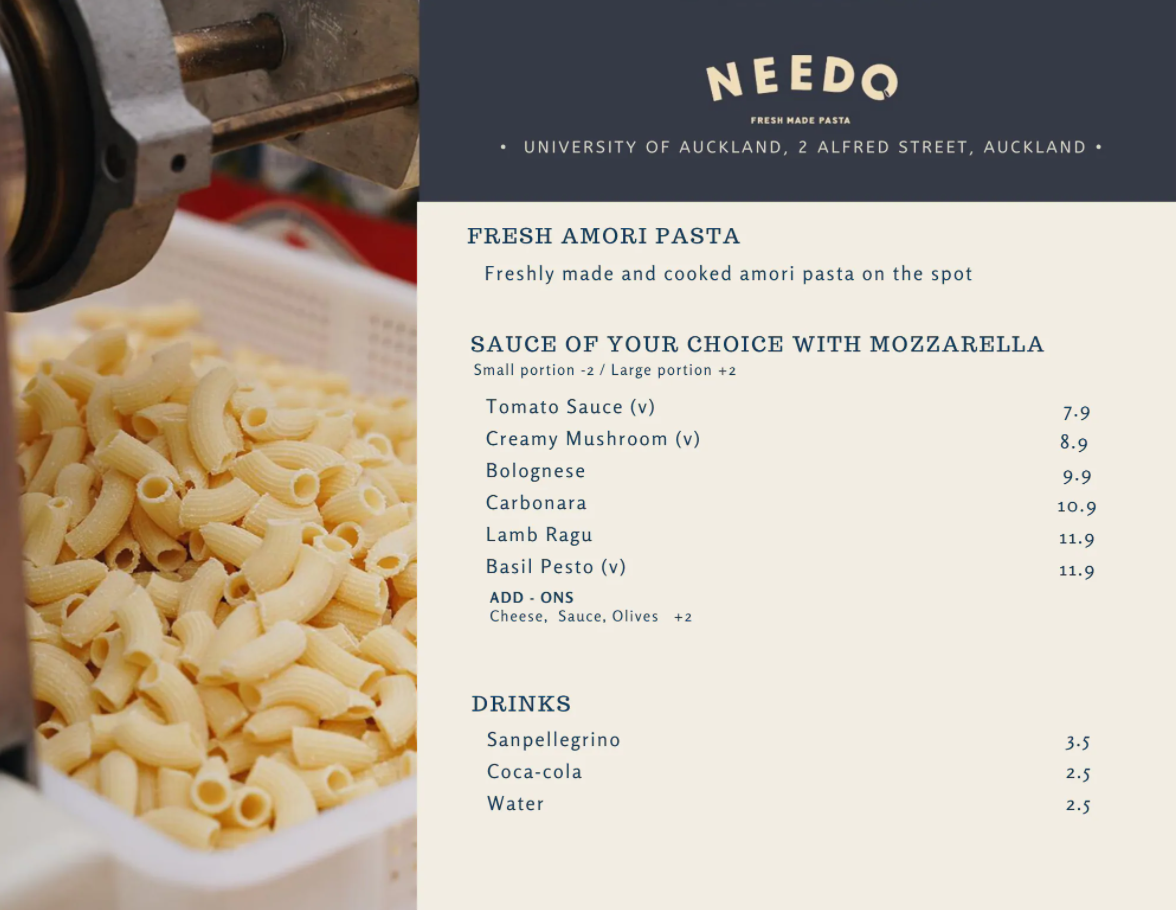 NEEDO
FRESH MADE PASTA
• UNIVERSITY OF AUCKLAND, 2 ALFRED STREET, AUCKLAND •
FRESH AMORI PASTA
Freshly made and cooked amori pasta on the spot
SAUCE OF YOUR CHOICE WITH MOZZARELLA
Small portion -2 / Large portion +2
Tomato Sauce (v) 7.9
Creamy Mushroom (v) 8.9
Bolognese 9.9
Carbonara 10.9
Lamb Ragu 11.9
Basil Pesto (v) 11.9
ADD - ONS
Cheese, Sauce, Olives +2
DRINKS
Sanpellegrino 3.5
Coca-cola 2.5
Water 2.5